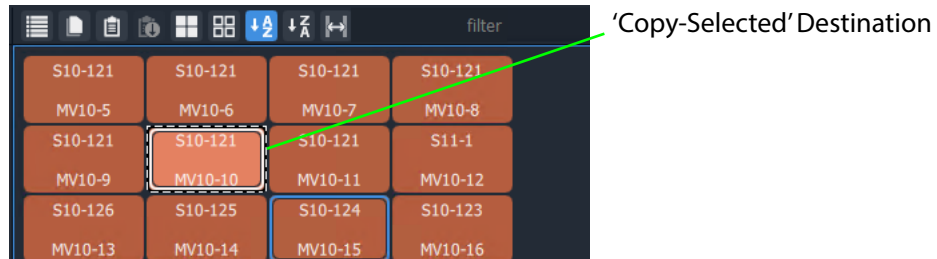 filter
'Copy-Selected' Destination
S10-121 S10-121 S10-121 S10-121
MV10-5 MV10-6 MV10-7 MV10-8
S10-121 S10-121 S10-121 S11-1
MV10-9 MV10-10 MV10-11 MV10-12
S10-126 S10-125 S10-124 S10-123
MV10-13 MV10-14 MV10-15 MV10-16